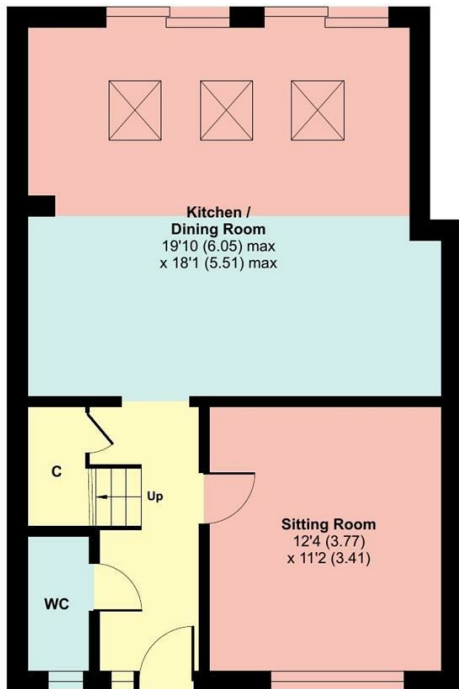 Kitchen /
Dining Room
19'10 (6.05) max
x 18'1 (5.51) max
C
Up
Sitting Room
12'4 (3.77)
x 11'2 (3.41)
WC